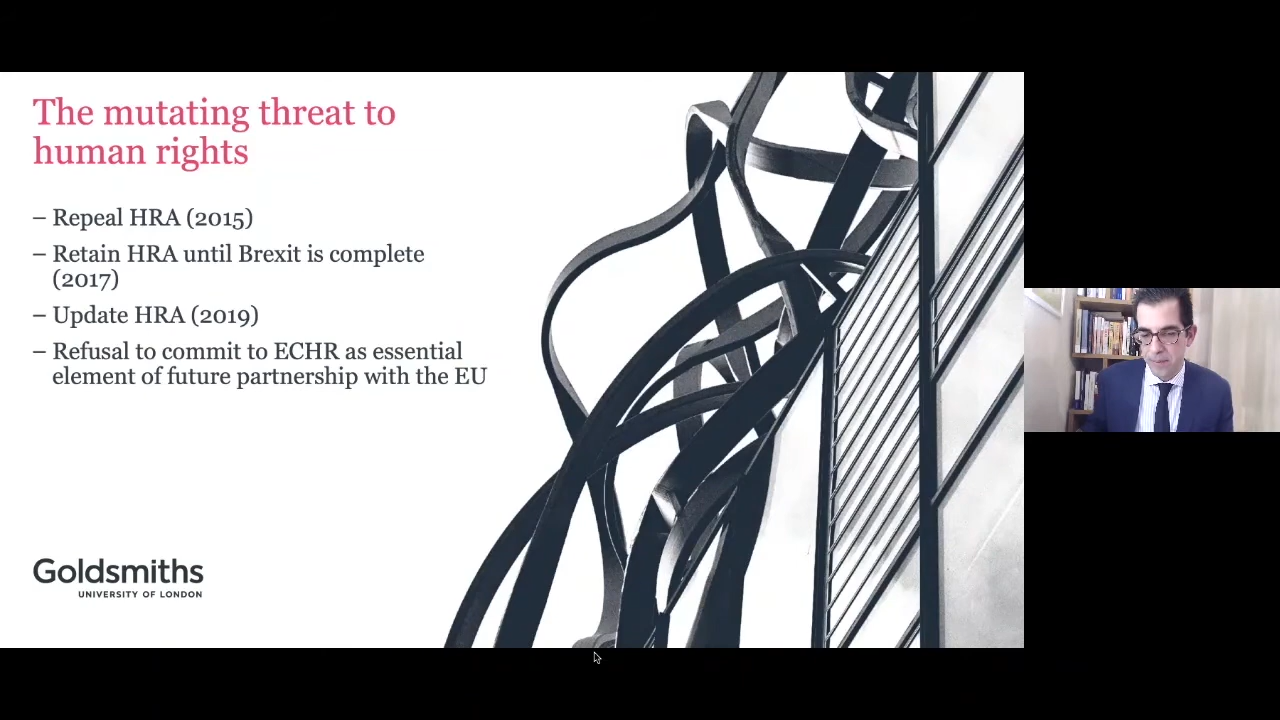 The mutating threat to
human rights
– Repeal HRA (2015)
– Retain HRA until Brexit is complete
(2017)
– Update HRA (2019)
– Refusal to commit to ECHR as essential
element of future partnership with the EU
Goldsmiths
UNIVERSITY OF LONDON